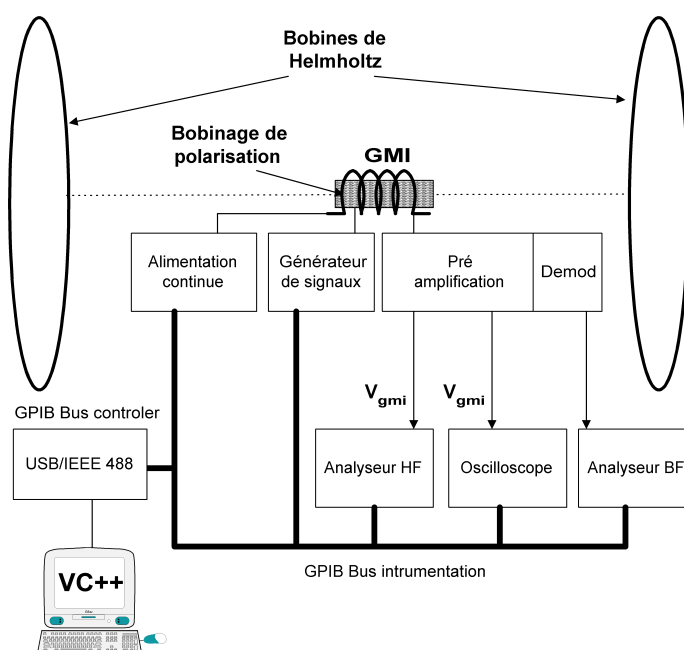 Bobines de
Helmholtz
Bobinage de
polarisation
GMI
Alimentation
continue
Générateur
de signaux
Pré
amplification
Demod
V gmi
V gmi
GPIB Bus controler
USB/IEEE 488
Analyseur HF
Oscilloscope
Analyseur BF
GPIB Bus intrumentation
VC++